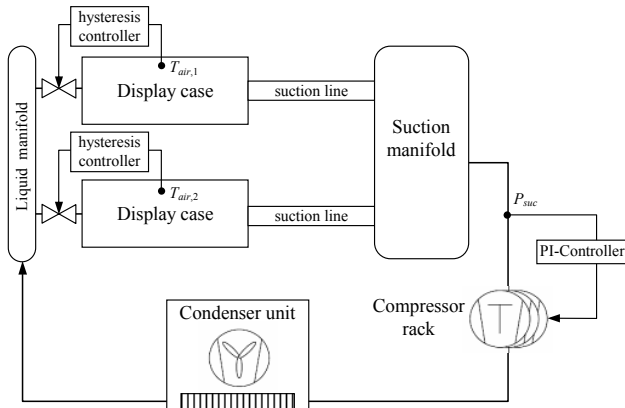 hysteresis
controller
T_air,1
Display case
suction line
Liquid manifold
Suction
manifold
hysteresis
controller
T_air,2
Display case
suction line
P_suc
PI-Controller
Compressor
rack
Condenser unit